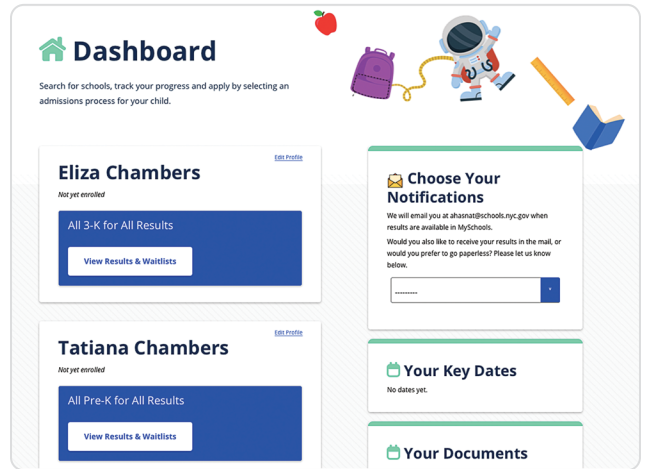 Dashboard
Search for schools, track your progress and apply by selecting an
admissions process for your child.
Edit Profile
Eliza Chambers
Not yet enrolled
All 3-K for All Results
View Results & Waitlists
Edit Profile
Tatiana Chambers
Not yet enrolled
All Pre-K for All Results
View Results & Waitlists
Choose Your
Notifications
We will email you at ahasnat@schools.nyc.gov when
results are available in MySchools.
Would you also like to receive your results in the mail, or
would you prefer to go paperless? Please let us know
below.
---------
Your Key Dates
No dates yet.
Your Documents